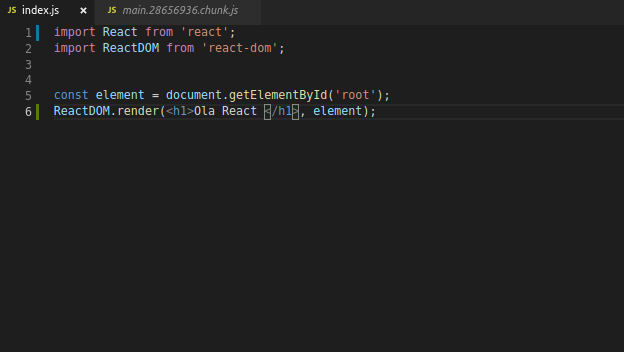 JS index.js × JS main.28656936.chunk.js
1 import React from 'react';
2 import ReactDOM from 'react-dom';
3
4
5 const element = document.getElementById('root');
6 ReactDOM.render(<h1>Ola React </h1>, element);